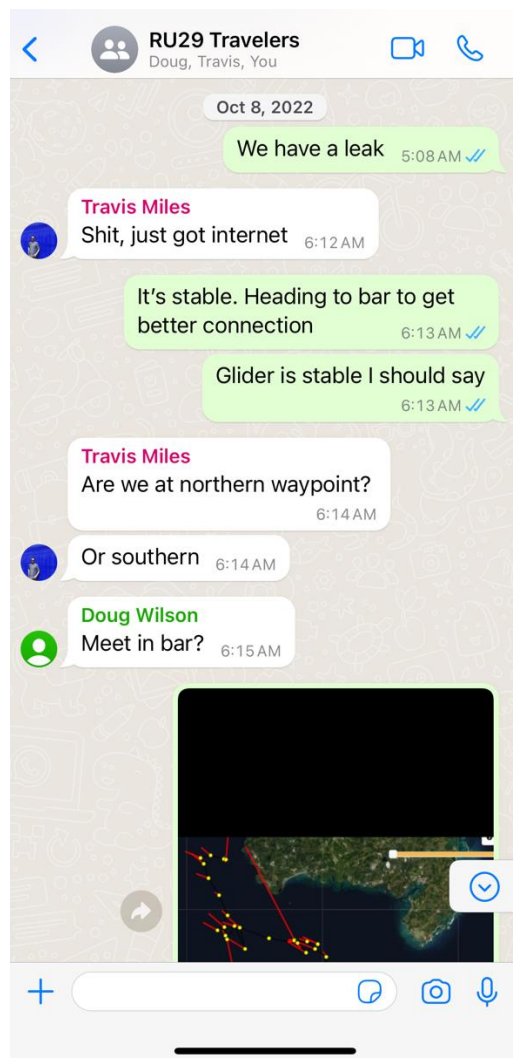 RU29 Travelers
Doug, Travis, You
Oct 8, 2022
We have a leak 5:08 AM
Travis Miles
Shit, just got internet 6:12 AM
It's stable. Heading to bar to get
better connection 6:13 AM
Glider is stable I should say
6:13 AM
Travis Miles
Are we at northern waypoint?
6:14 AM
Or southern 6:14 AM
Doug Wilson
Meet in bar? 6:15 AM